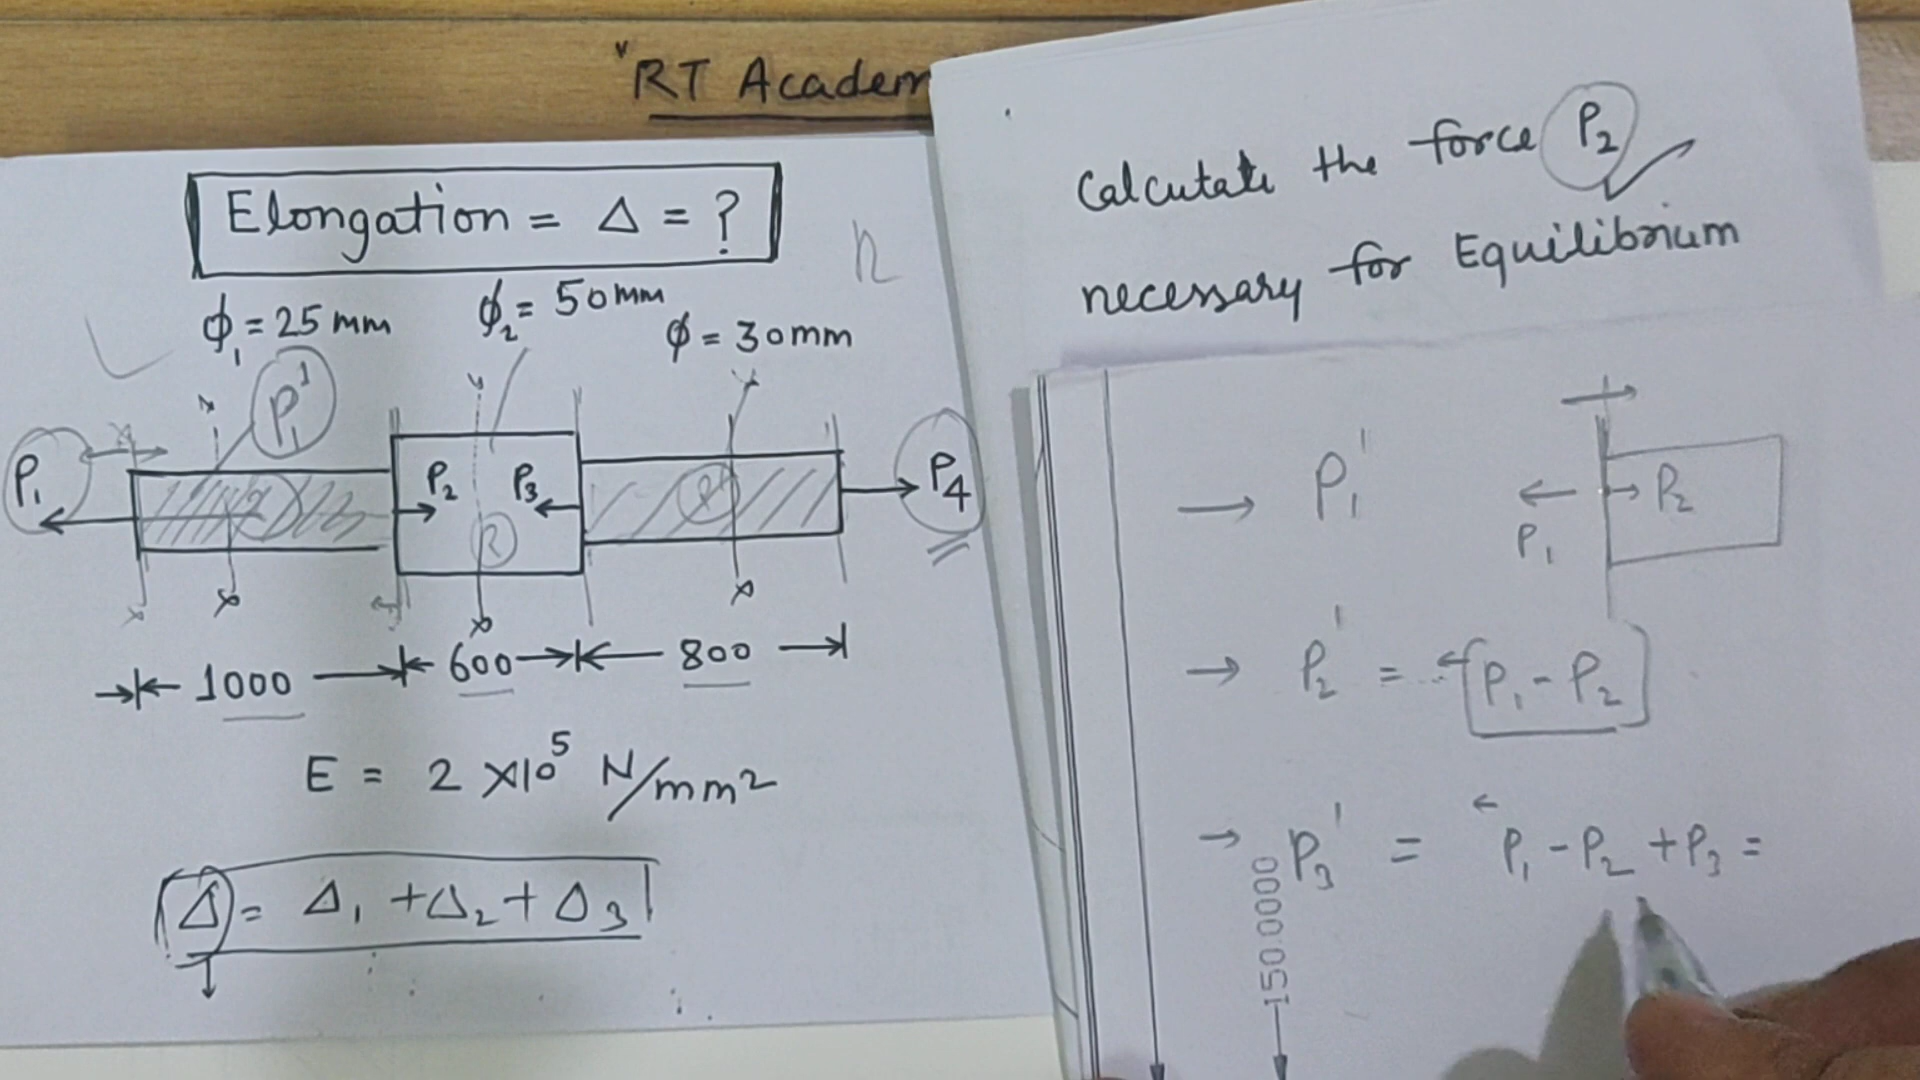 "RT Academ
Elongation = Δ = ?
ϕ₁ = 25 mm
ϕ₂ = 50mm
ϕ = 30mm
P₁'
P₁
P₂
P₃
P₄
2
1000
600
800
E = 2 ×10⁵ N/mm²
Δ = Δ₁ + Δ₂ + Δ₃
Calcutate the force P₂
necessary for Equilibrium
→ P₁'
P₁
P₂
→ P₂' = P₁ - P₂
→ P₃' = P₁ - P₂ + P₃ =
150.0000